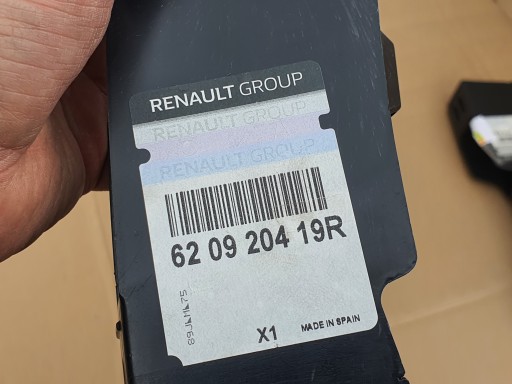 RENAULT GROUP
RENAULT GROUP
RENAULT GROUP
62 09 204 19R
X1
MADE IN SPAIN